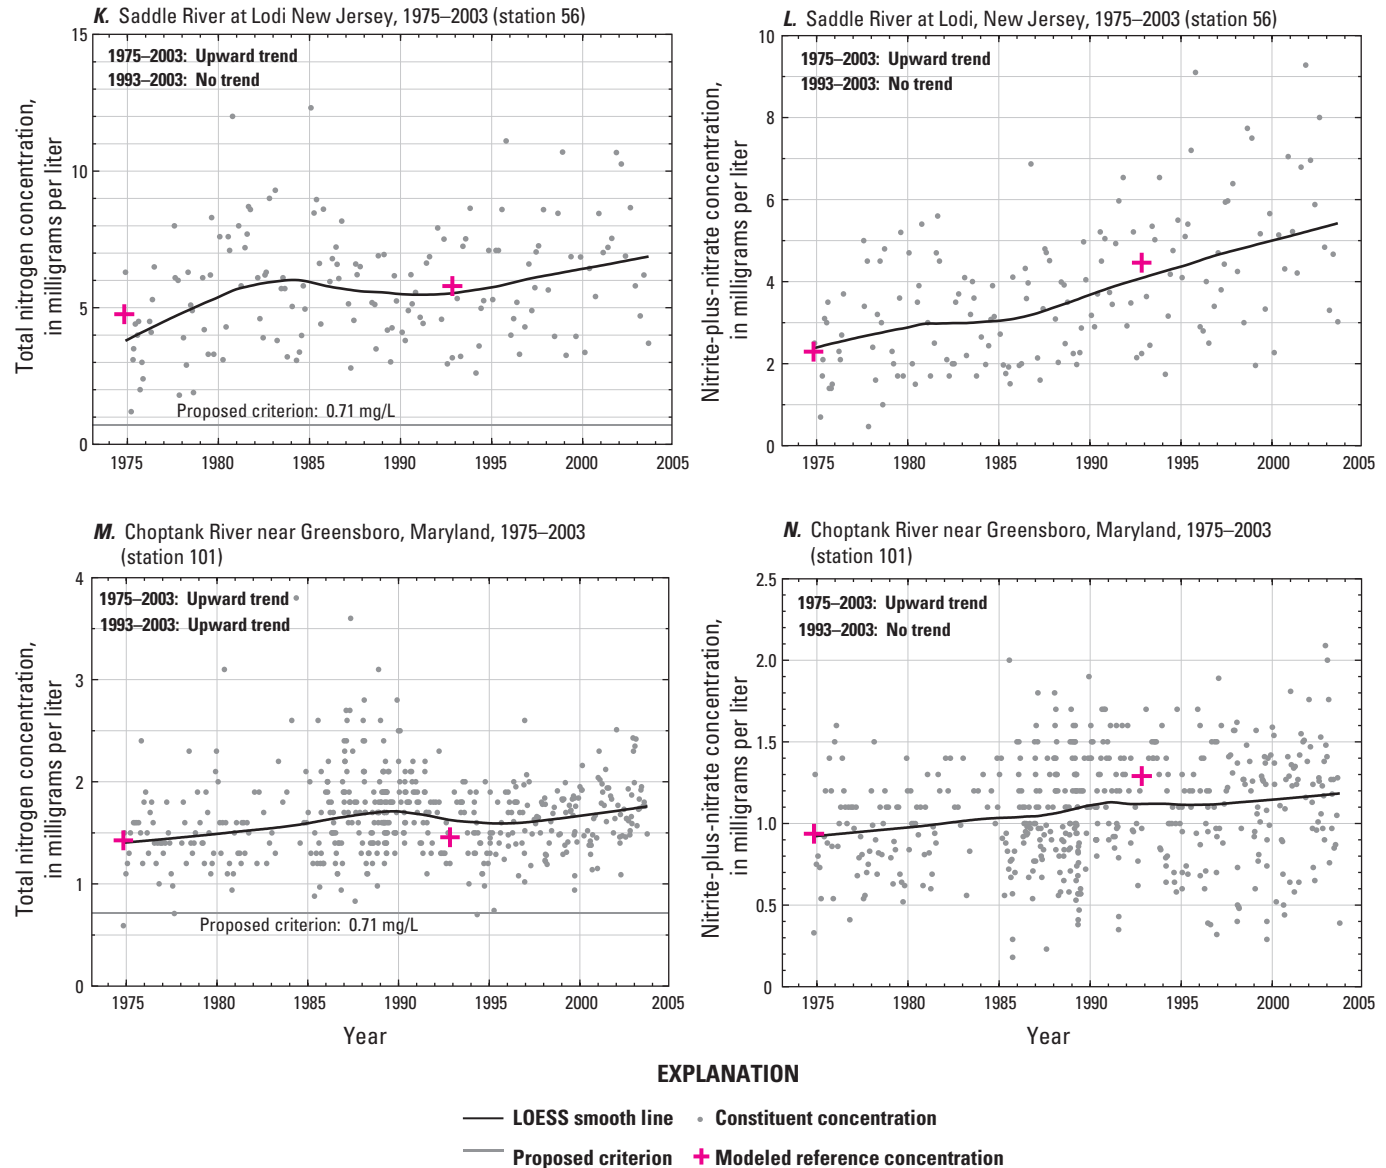 K. Saddle River at Lodi New Jersey, 1975–2003 (station 56)
Total nitrogen concentration,
in milligrams per liter
15
10
5
0
1975–2003: Upward trend
1993–2003: No trend
Proposed criterion: 0.71 mg/L
1975 1980 1985 1990 1995 2000 2005
L. Saddle River at Lodi, New Jersey, 1975–2003 (station 56)
Nitrite-plus-nitrate concentration,
in milligrams per liter
10
8
6
4
2
0
1975–2003: Upward trend
1993–2003: No trend
1975 1980 1985 1990 1995 2000 2005
M. Choptank River near Greensboro, Maryland, 1975–2003
(station 101)
Total nitrogen concentration,
in milligrams per liter
4
3
2
1
0
1975–2003: Upward trend
1993–2003: Upward trend
Proposed criterion: 0.71 mg/L
1975 1980 1985 1990 1995 2000 2005
Year
N. Choptank River near Greensboro, Maryland, 1975–2003
(station 101)
Nitrite-plus-nitrate concentration,
in milligrams per liter
2.5
2.0
1.5
1.0
0.5
0
1975–2003: Upward trend
1993–2003: No trend
1975 1980 1985 1990 1995 2000 2005
Year
EXPLANATION
LOESS smooth line
Constituent concentration
Proposed criterion
Modeled reference concentration